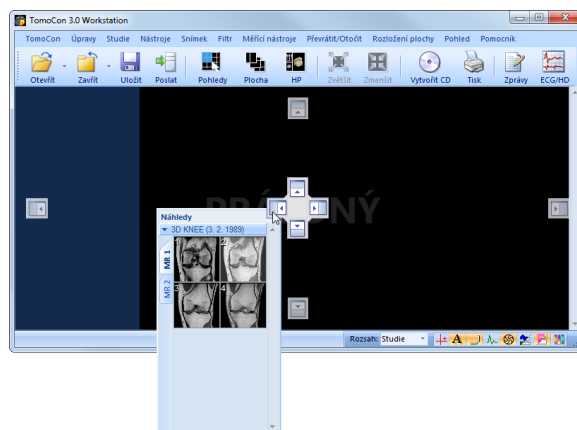 TomoCon 3.0 Workstation
TomoCon Úpravy Studie Nástroje Snímek Filtr Měřící nástroje Převrátit/Otočit Rozložení plochy Pohled Pomocník
Otevřít Zavřít Uložit Poslat Pohledy Plocha HP Zvětšit Zmenšit Vytvořit CD Tisk Zprávy ECG/HD
PRÁZDNÝ
Náhledy
3D KNEE (3. 2. 1989)
MR 1
1 2
MR 2
3 4
Rozsah: Studie
A